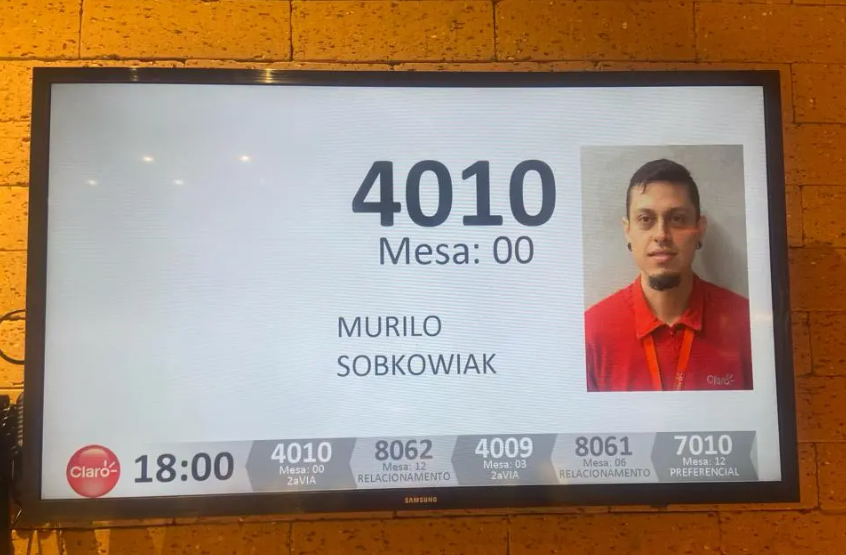 4010
Mesa: 00
MURILO
SOBKOWIAK
Claro
Claro
18:00
4010
Mesa: 00
2aVIA
8062
Mesa: 12
RELACIONAMENTO
4009
Mesa: 03
2aVIA
8061
Mesa: 06
RELACIONAMENTO
7010
Mesa: 12
PREFERENCIAL
SAMSUNG